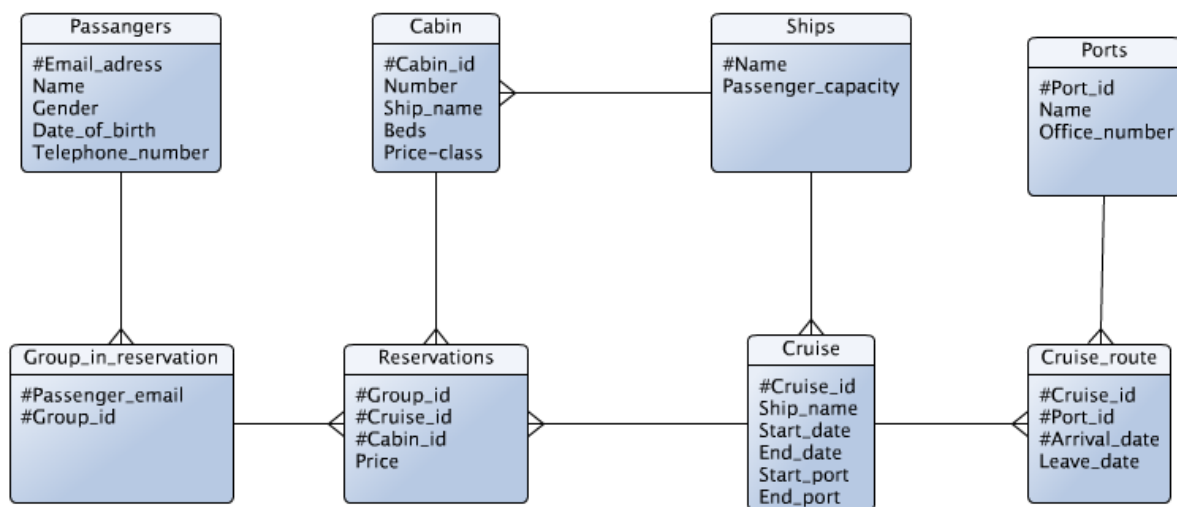 Passangers
#Email_adress
Name
Gender
Date_of_birth
Telephone_number
Cabin
#Cabin_id
Number
Ship_name
Beds
Price-class
Ships
#Name
Passenger_capacity
Ports
#Port_id
Name
Office_number
Group_in_reservation
#Passenger_email
#Group_id
Reservations
#Group_id
#Cruise_id
#Cabin_id
Price
Cruise
#Cruise_id
Ship_name
Start_date
End_date
Start_port
End_port
Cruise_route
#Cruise_id
#Port_id
#Arrival_date
Leave_date